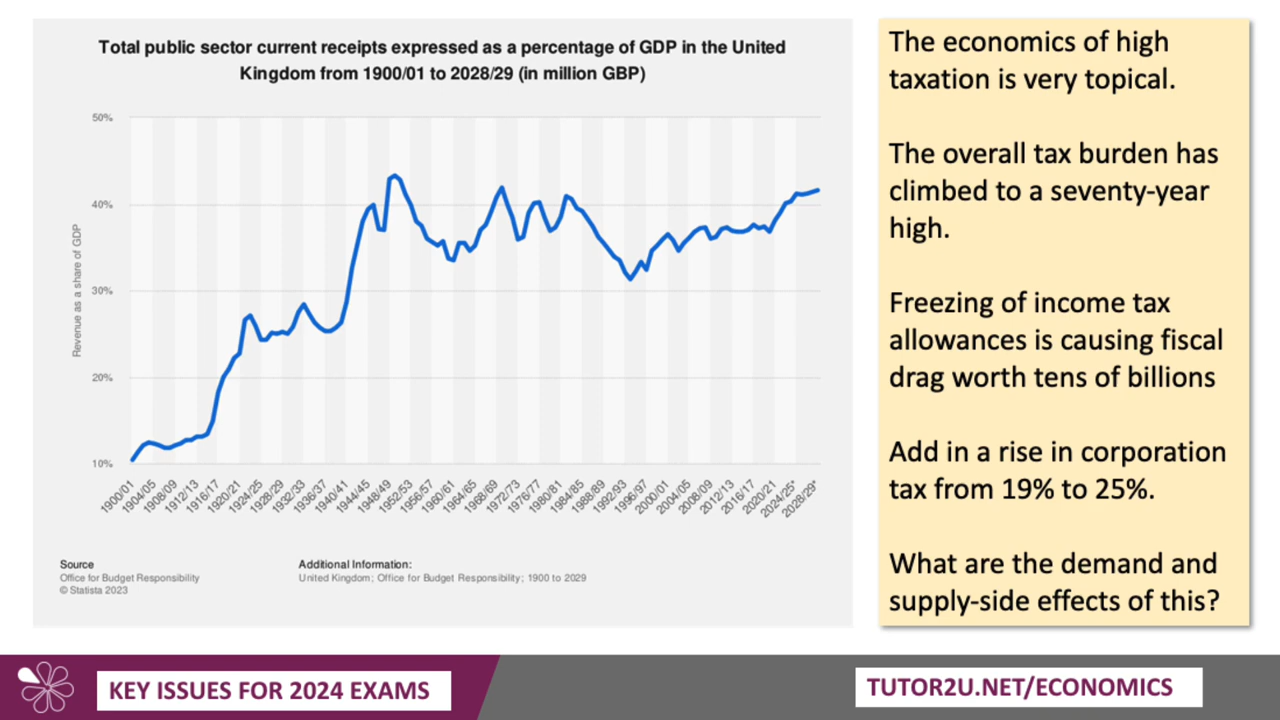 Total public sector current receipts expressed as a percentage of GDP in the United
Kingdom from 1900/01 to 2028/29 (in million GBP)
50%
40%
30%
20%
10%
Revenue as a share of GDP
1900/01
1904/05
1908/09
1912/13
1916/17
1920/21
1924/25
1928/29
1932/33
1936/37
1940/41
1944/45
1948/49
1952/53
1956/57
1960/61
1964/65
1968/69
1972/73
1976/77
1980/81
1984/85
1988/89
1992/93
1996/97
2000/01
2004/05
2008/09
2012/13
2016/17
2020/21
2024/25*
2028/29*
Source
Office for Budget Responsibility
© Statista 2023
Additional Information:
United Kingdom; Office for Budget Responsibility; 1900 to 2029
The economics of high
taxation is very topical.
The overall tax burden has
climbed to a seventy-year
high.
Freezing of income tax
allowances is causing fiscal
drag worth tens of billions
Add in a rise in corporation
tax from 19% to 25%.
What are the demand and
supply-side effects of this?
KEY ISSUES FOR 2024 EXAMS
TUTOR2U.NET/ECONOMICS